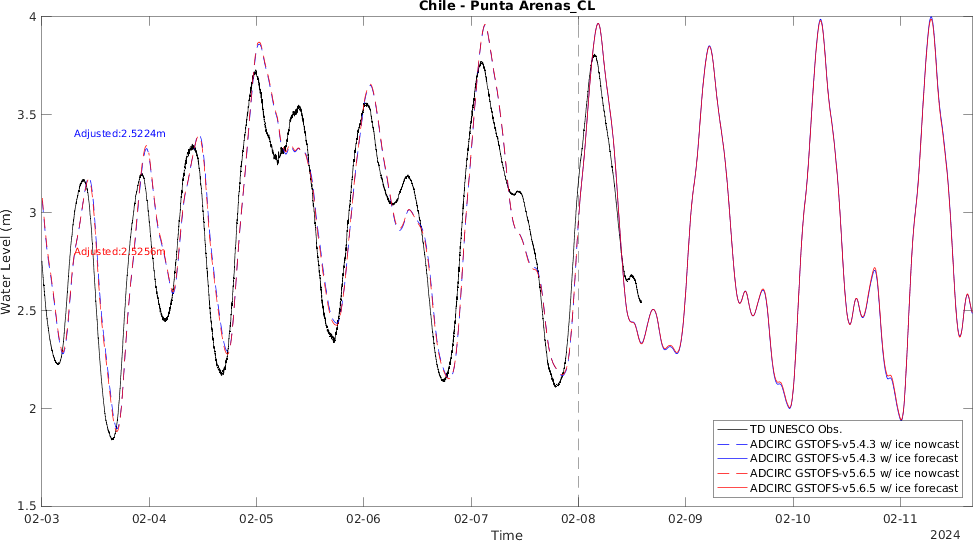 Chile - Punta Arenas_CL
4
3.5
3
2.5
2
1.5
Water Level (m)
Adjusted:2.5224m
Adjusted:2.5256m
TD UNESCO Obs.
ADCIRC GSTOFS-v5.4.3 w/ ice nowcast
ADCIRC GSTOFS-v5.4.3 w/ ice forecast
ADCIRC GSTOFS-v5.6.5 w/ ice nowcast
ADCIRC GSTOFS-v5.6.5 w/ ice forecast
02-03 02-04 02-05 02-06 02-07 02-08 02-09 02-10 02-11
Time
2024